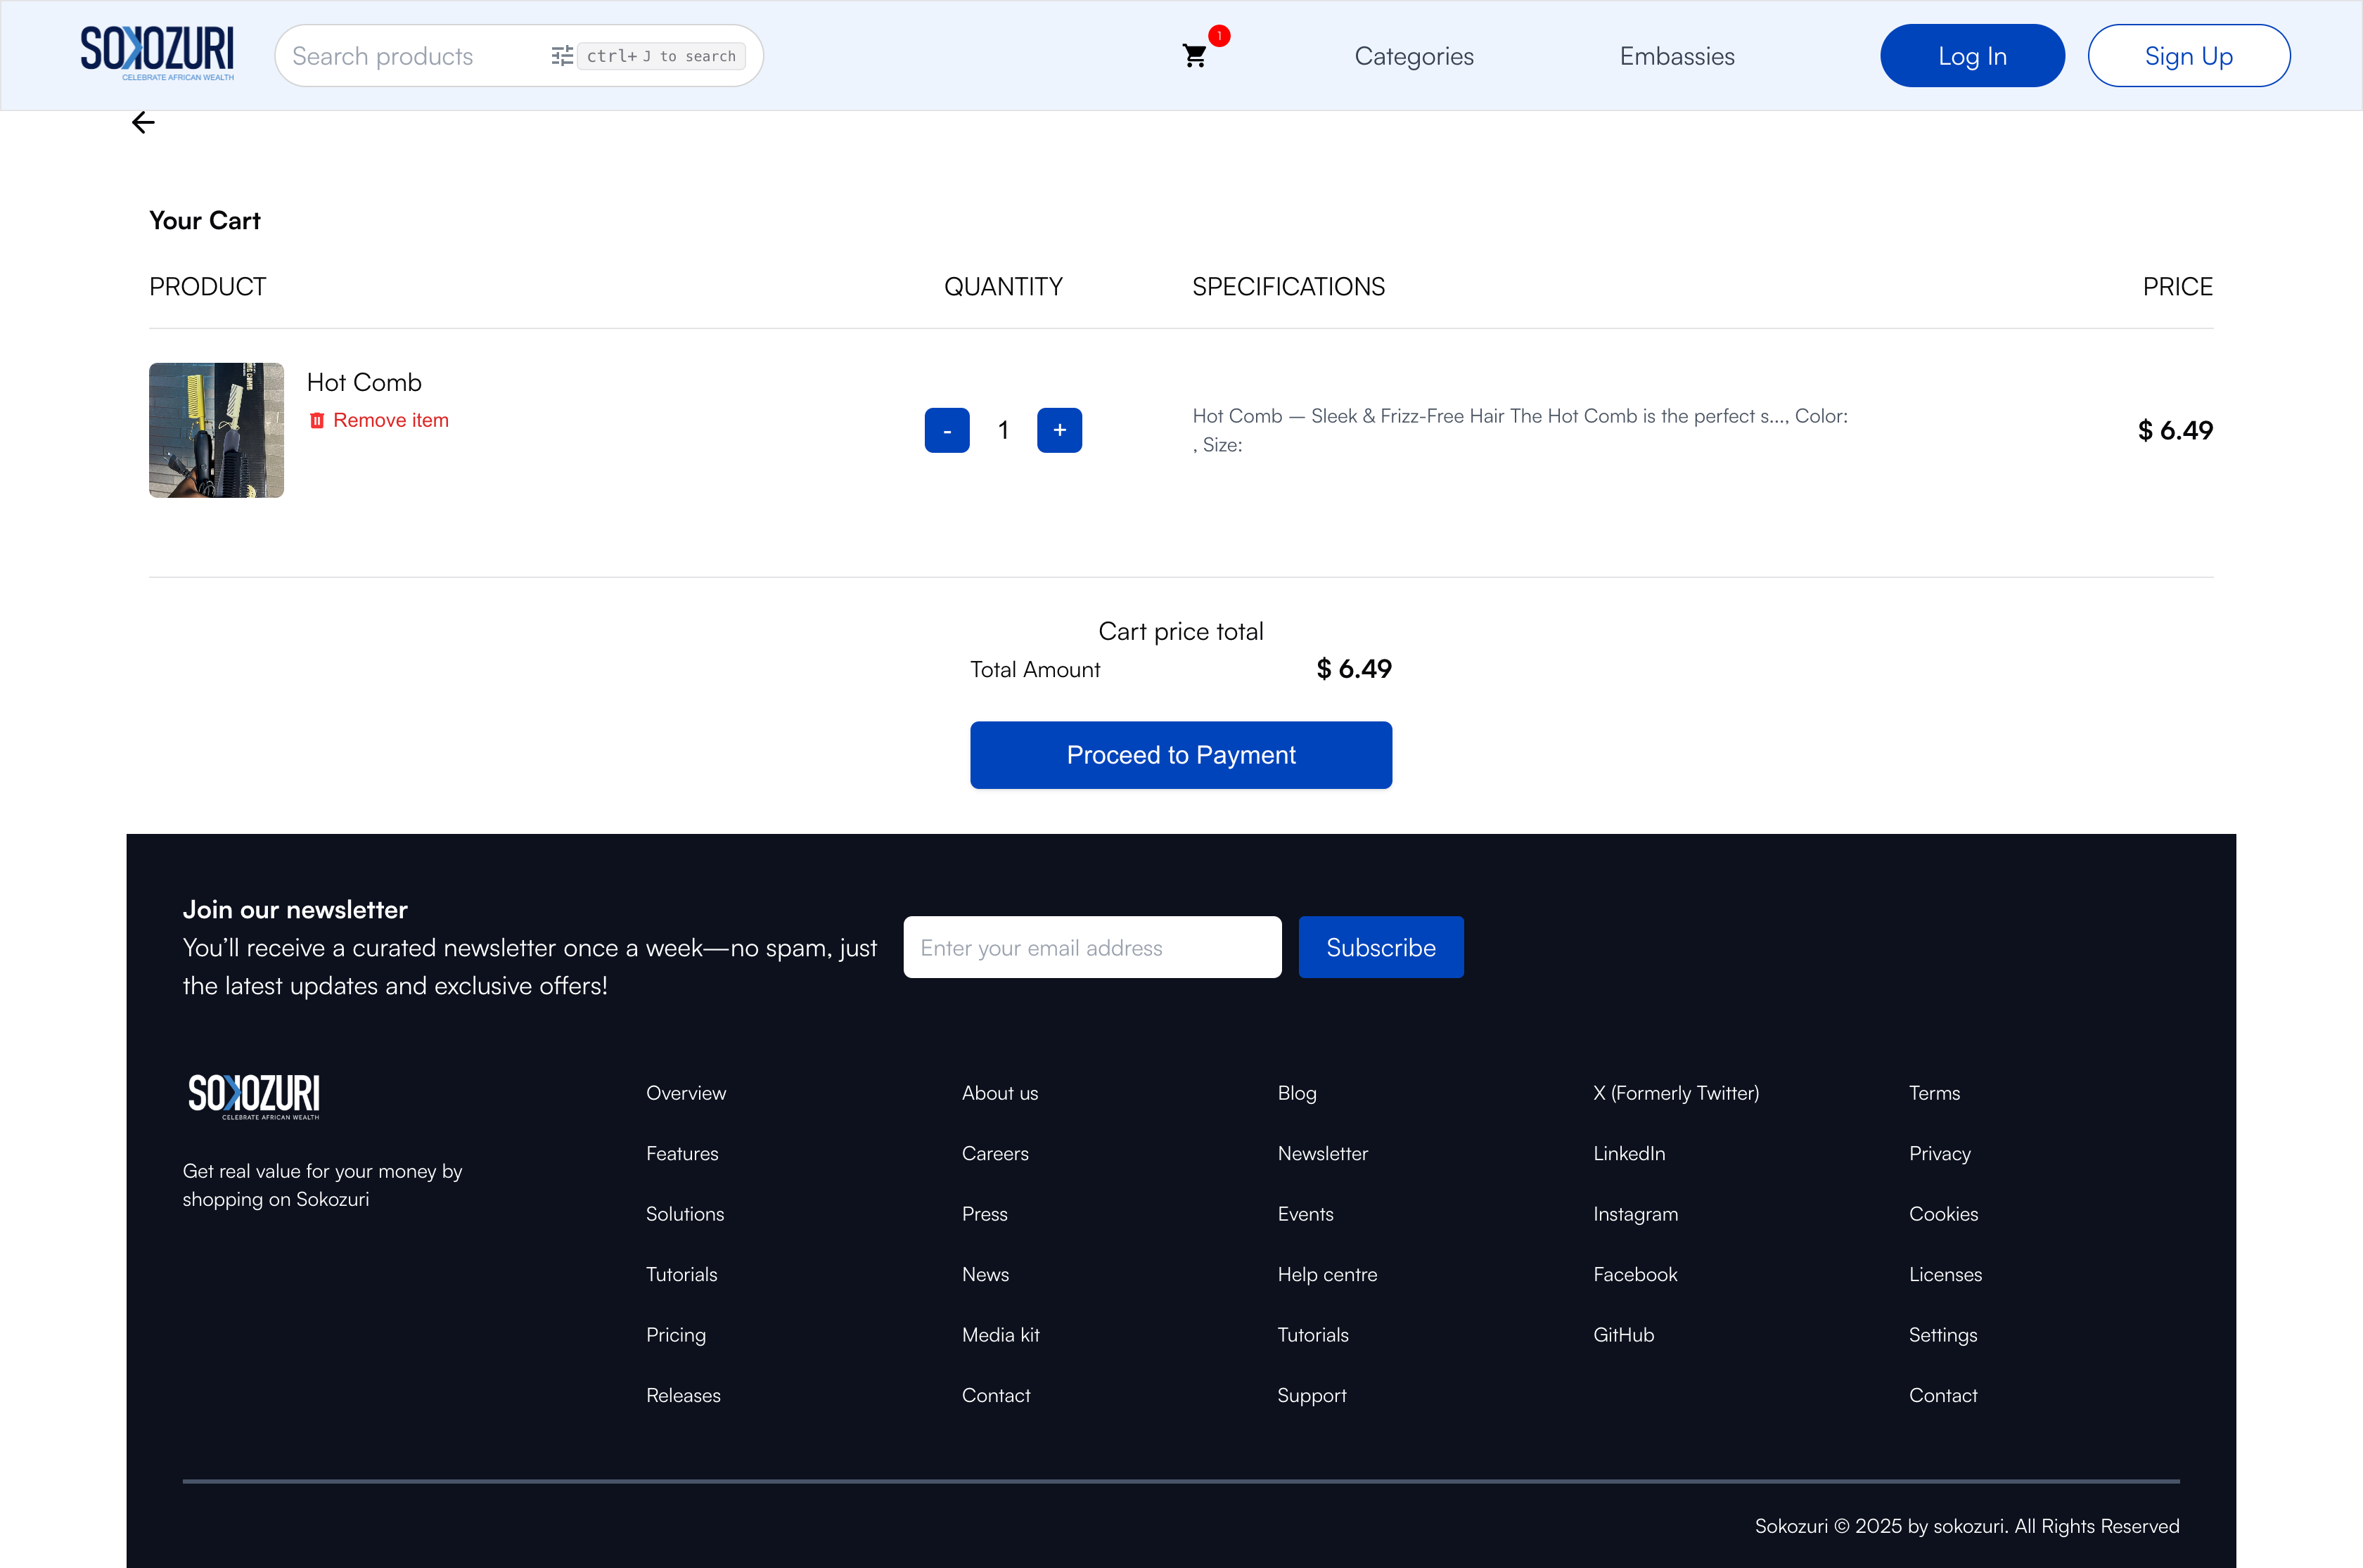 SOKOZURI
CELEBRATE AFRICAN WEALTH
Search products
ctrl+ J to search
1
Categories
Embassies
Log In
Sign Up
Your Cart
PRODUCT
QUANTITY
SPECIFICATIONS
PRICE
Hot Comb
Remove item
- 1 +
Hot Comb — Sleek & Frizz-Free Hair The Hot Comb is the perfect s..., Color:
, Size:
$ 6.49
Cart price total
Total Amount
$ 6.49
Proceed to Payment
Join our newsletter
You’ll receive a curated newsletter once a week—no spam, just
the latest updates and exclusive offers!
Enter your email address
Subscribe
SOKOZURI
CELEBRATE AFRICAN WEALTH
Get real value for your money by
shopping on Sokozuri
Overview
Features
Solutions
Tutorials
Pricing
Releases
About us
Careers
Press
News
Media kit
Contact
Blog
Newsletter
Events
Help centre
Tutorials
Support
X (Formerly Twitter)
LinkedIn
Instagram
Facebook
GitHub
Terms
Privacy
Cookies
Licenses
Settings
Contact
Sokozuri © 2025 by sokozuri. All Rights Reserved